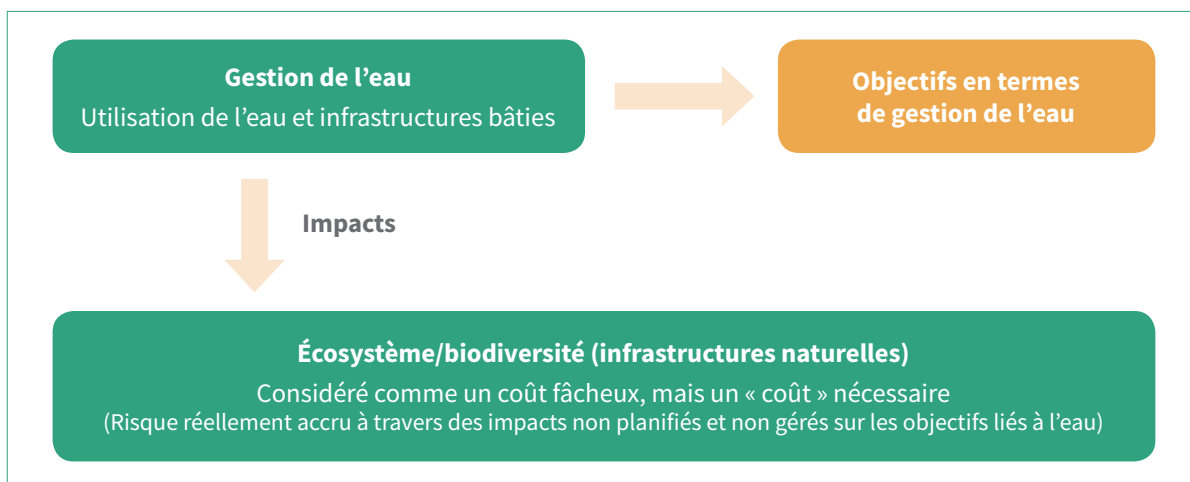 Gestion de l’eau
Utilisation de l’eau et infrastructures bâties
Objectifs en termes
de gestion de l’eau
Impacts
Écosystème/biodiversité (infrastructures naturelles)
Considéré comme un coût fâcheux, mais un « coût » nécessaire
(Risque réellement accru à travers des impacts non planifiés et non gérés sur les objectifs liés à l’eau)